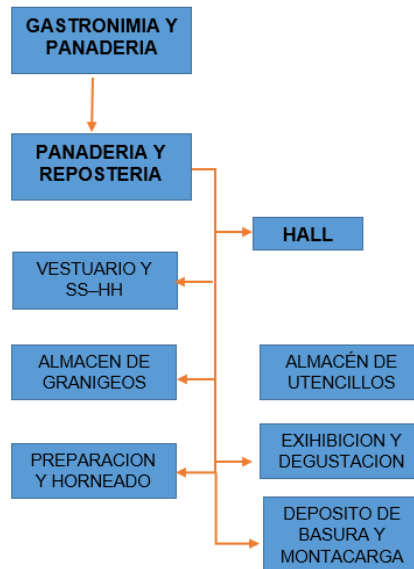 GASTRONIMIA Y
PANADERIA
PANADERIA Y
REPOSTERIA
HALL
VESTUARIO Y
SS–HH
ALMACEN DE
GRANIGEOS
ALMACÉN DE
UTENCILLOS
PREPARACION
Y HORNEADO
EXIHIBICION Y
DEGUSTACION
DEPOSITO DE
BASURA Y
MONTACARGA